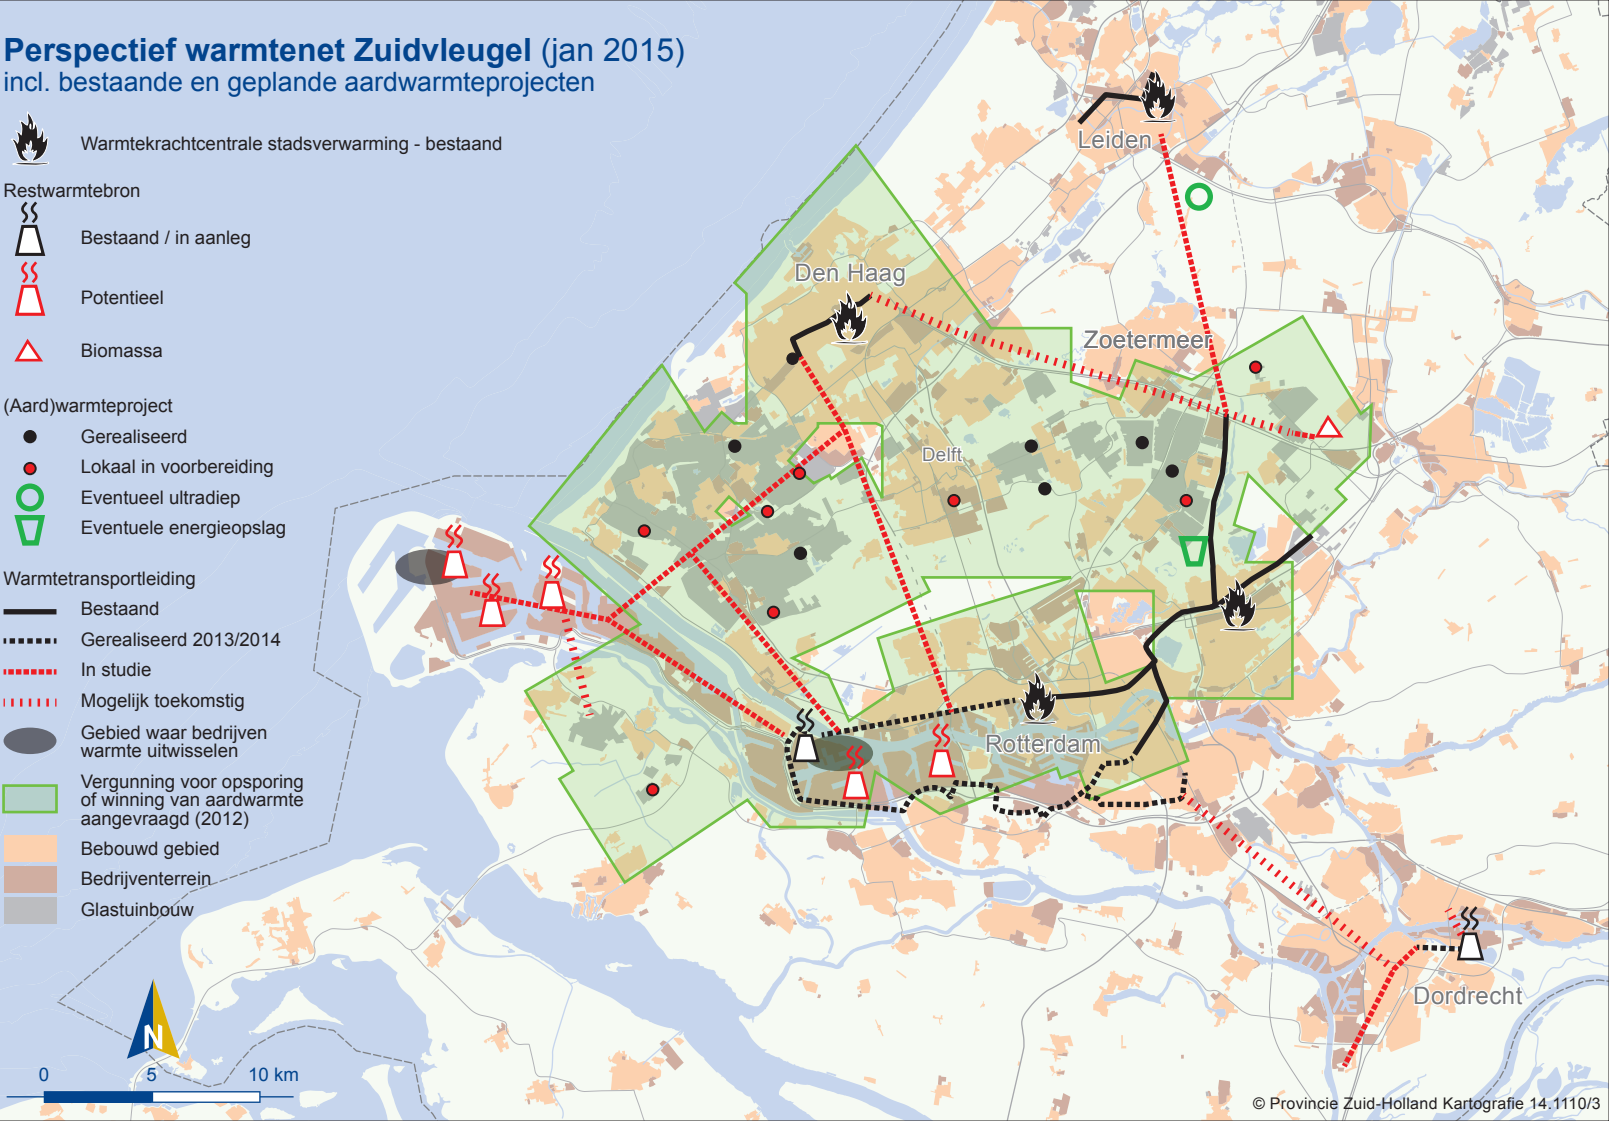 Perspectief warmtenet Zuidvleugel (jan 2015)
incl. bestaande en geplande aardwarmteprojecten
Warmtekrachtcentrale stadsverwarming - bestaand
Restwarmtebron
Bestaand / in aanleg
Potentieel
Biomassa
(Aard)warmteproject
Gerealiseerd
Lokaal in voorbereiding
Eventueel ultradiep
Eventuele energieopslag
Warmtetransportleiding
Bestaand
Gerealiseerd 2013/2014
In studie
Mogelijk toekomstig
Gebied waar bedrijven
warmte uitwisselen
Vergunning voor opsporing
of winning van aardwarmte
aangevraagd (2012)
Bebouwd gebied
Bedrijventerrein
Glastuinbouw
N
0 5 10 km
Leiden
Den Haag
Zoetermeer
Delft
Rotterdam
Dordrecht
© Provincie Zuid-Holland Kartografie 14.1110/3